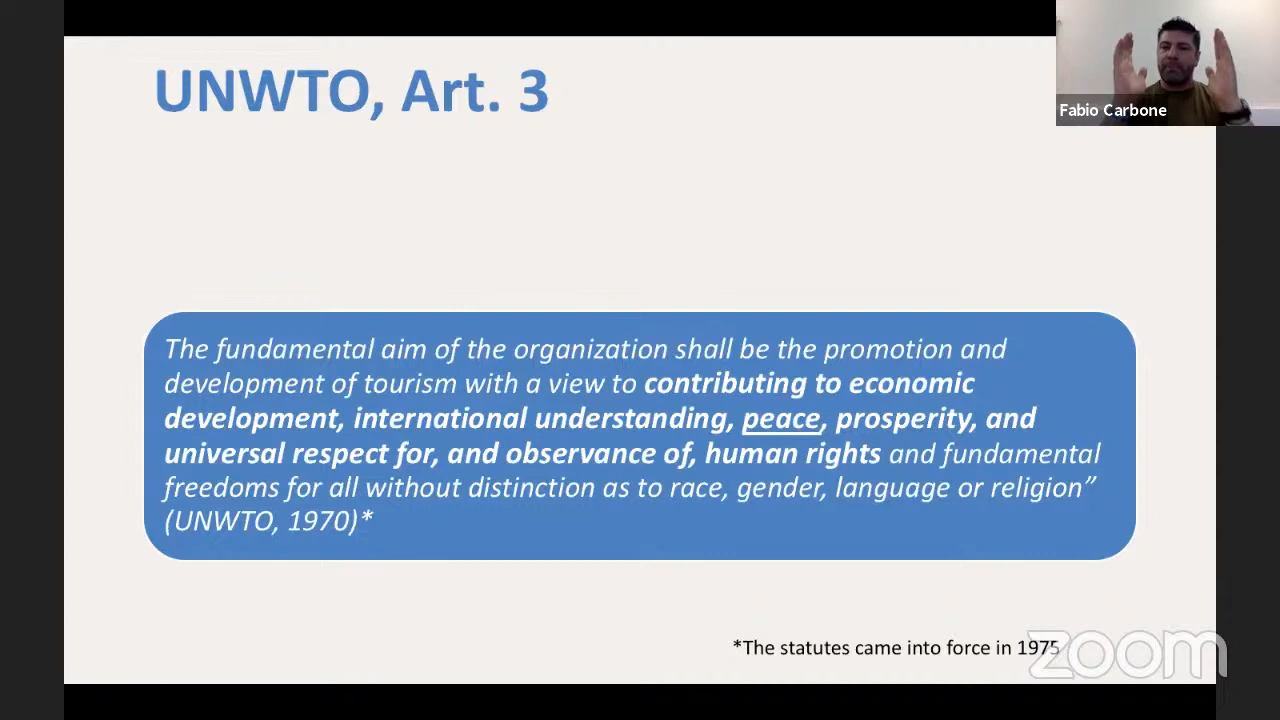 UNWTO, Art. 3
Fabio Carbone
The fundamental aim of the organization shall be the promotion and
development of tourism with a view to contributing to economic
development, international understanding, peace, prosperity, and
universal respect for, and observance of, human rights and fundamental
freedoms for all without distinction as to race, gender, language or religion”
(UNWTO, 1970)*
*The statutes came into force in 1975
zoom